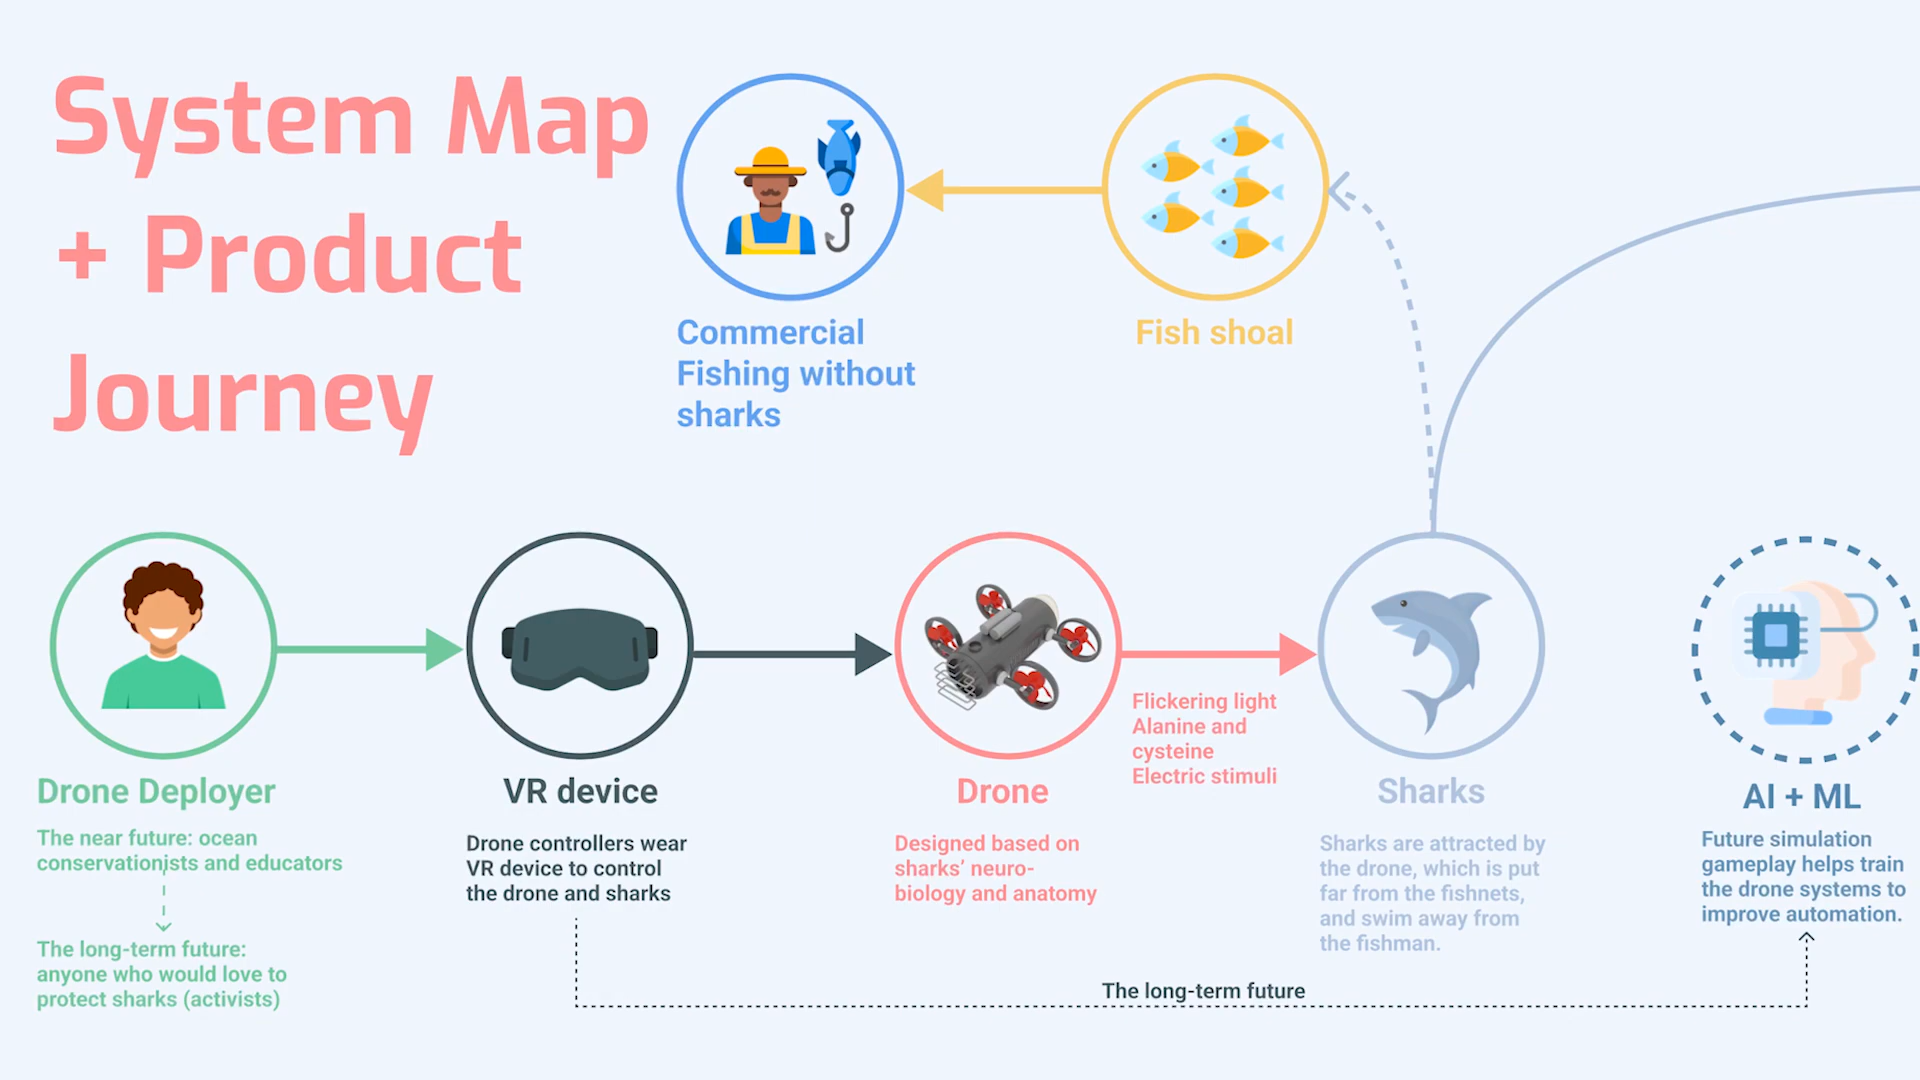 System Map
+ Product
Journey
Commercial
Fishing without
sharks
Fish shoal
Drone Deployer
The near future: ocean
conservationists and educators
The long-term future:
anyone who would love to
protect sharks (activists)
VR device
Drone controllers wear
VR device to control
the drone and sharks
Drone
Designed based on
sharks’ neuro-
biology and anatomy
Flickering light
Alanine and
cysteine
Electric stimuli
Sharks
Sharks are attracted by
the drone, which is put
far from the fishnets,
and swim away from
the fishman.
AI + ML
Future simulation
gameplay helps train
the drone systems to
improve automation.
The long-term future